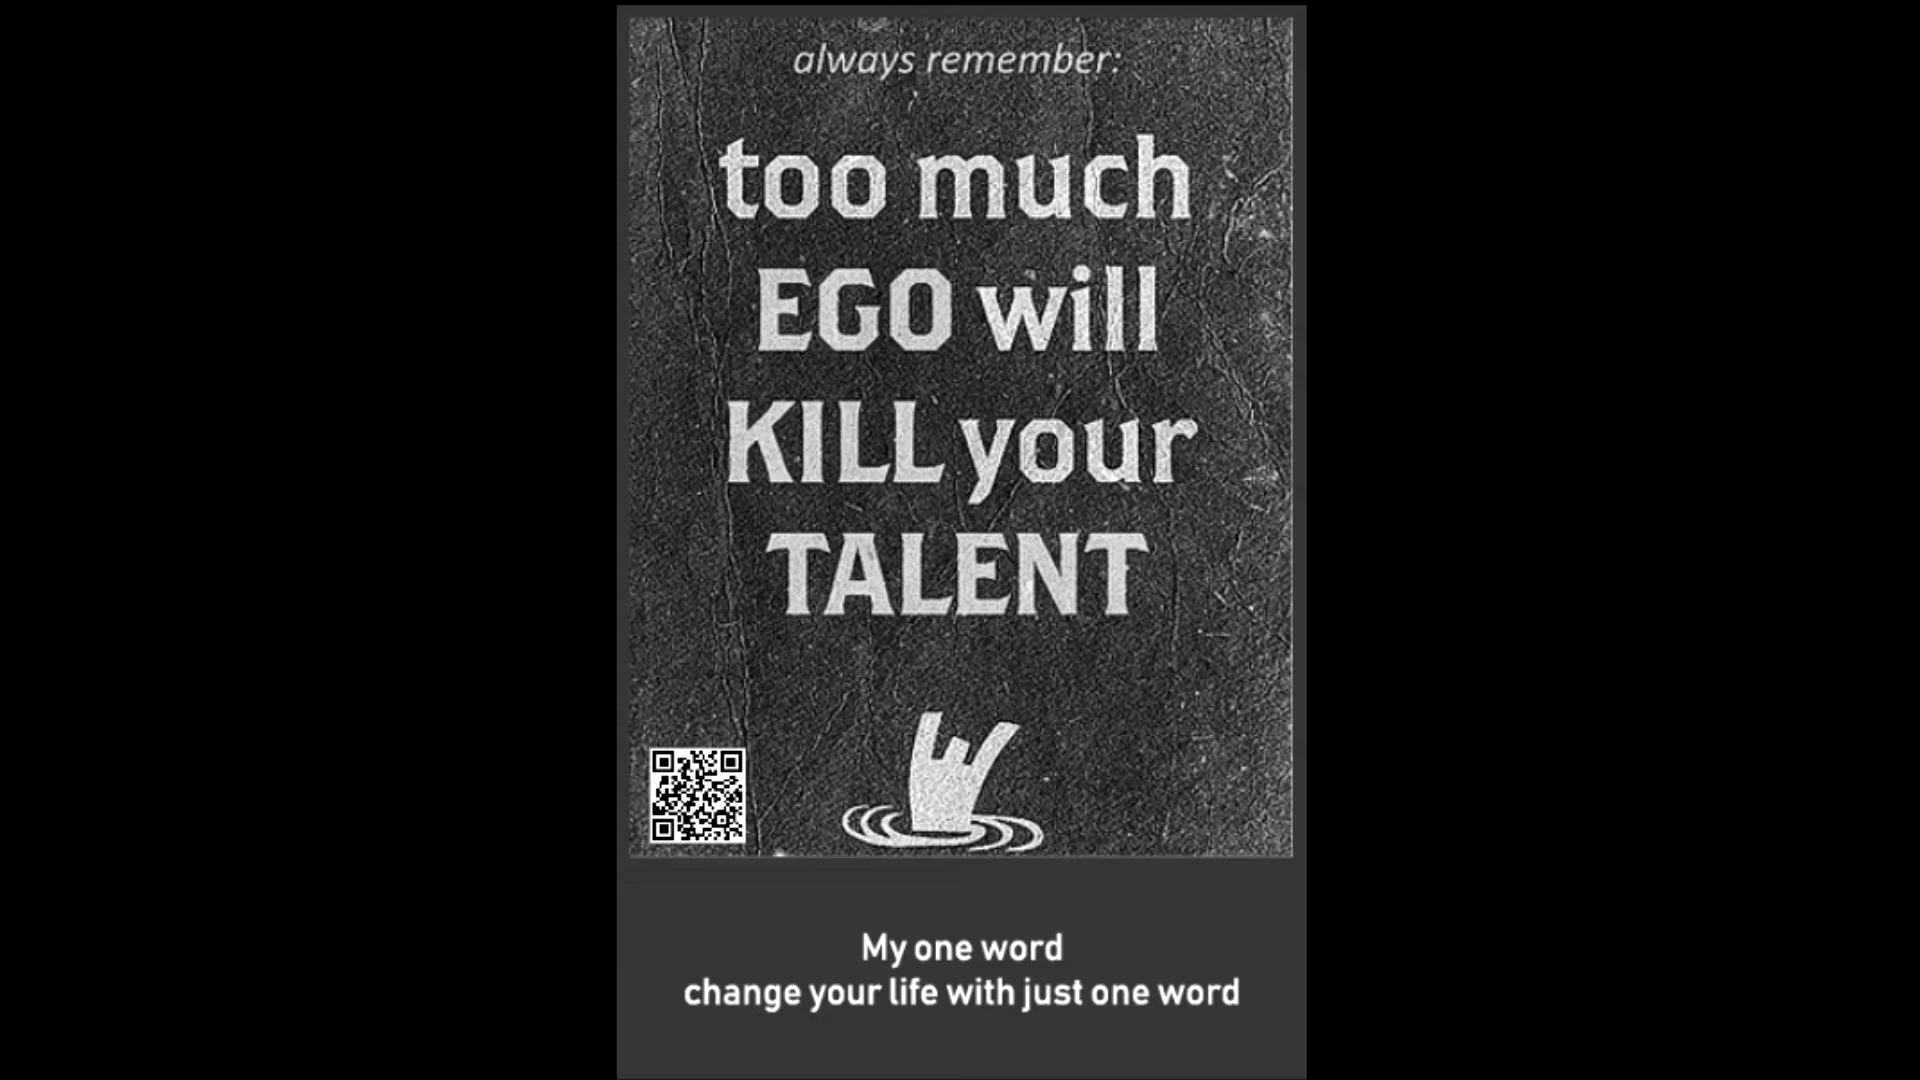 always remember:
too much
EGO will
KILL your
TALENT
My one word
change your life with just one word